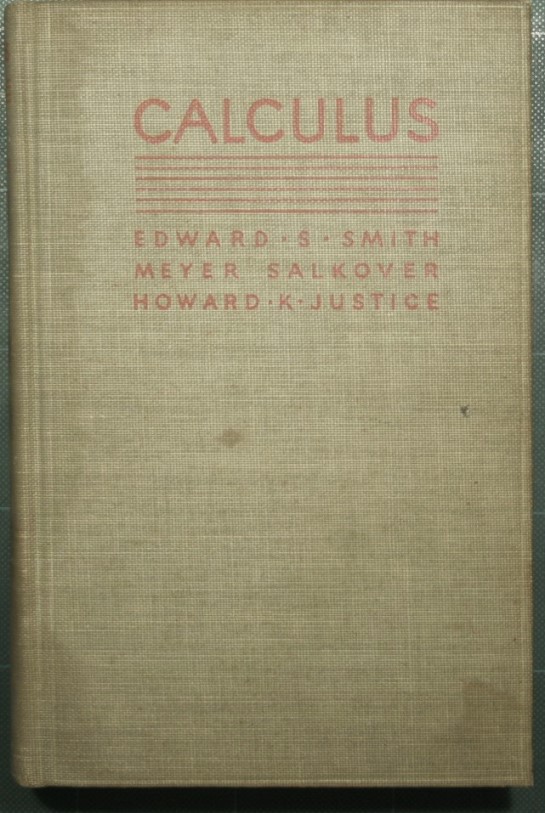 CALCULUS
EDWARD · S · SMITH
MEYER SALKOVER
HOWARD · K · JUSTICE